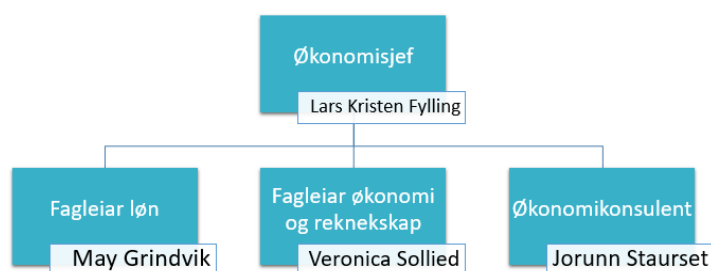 Økonomisjef
Lars Kristen Fylling
Fagleiar løn
May Grindvik
Fagleiar økonomi
og reknekskap
Veronica Sollied
Økonomikonsulent
Jorunn Staurset